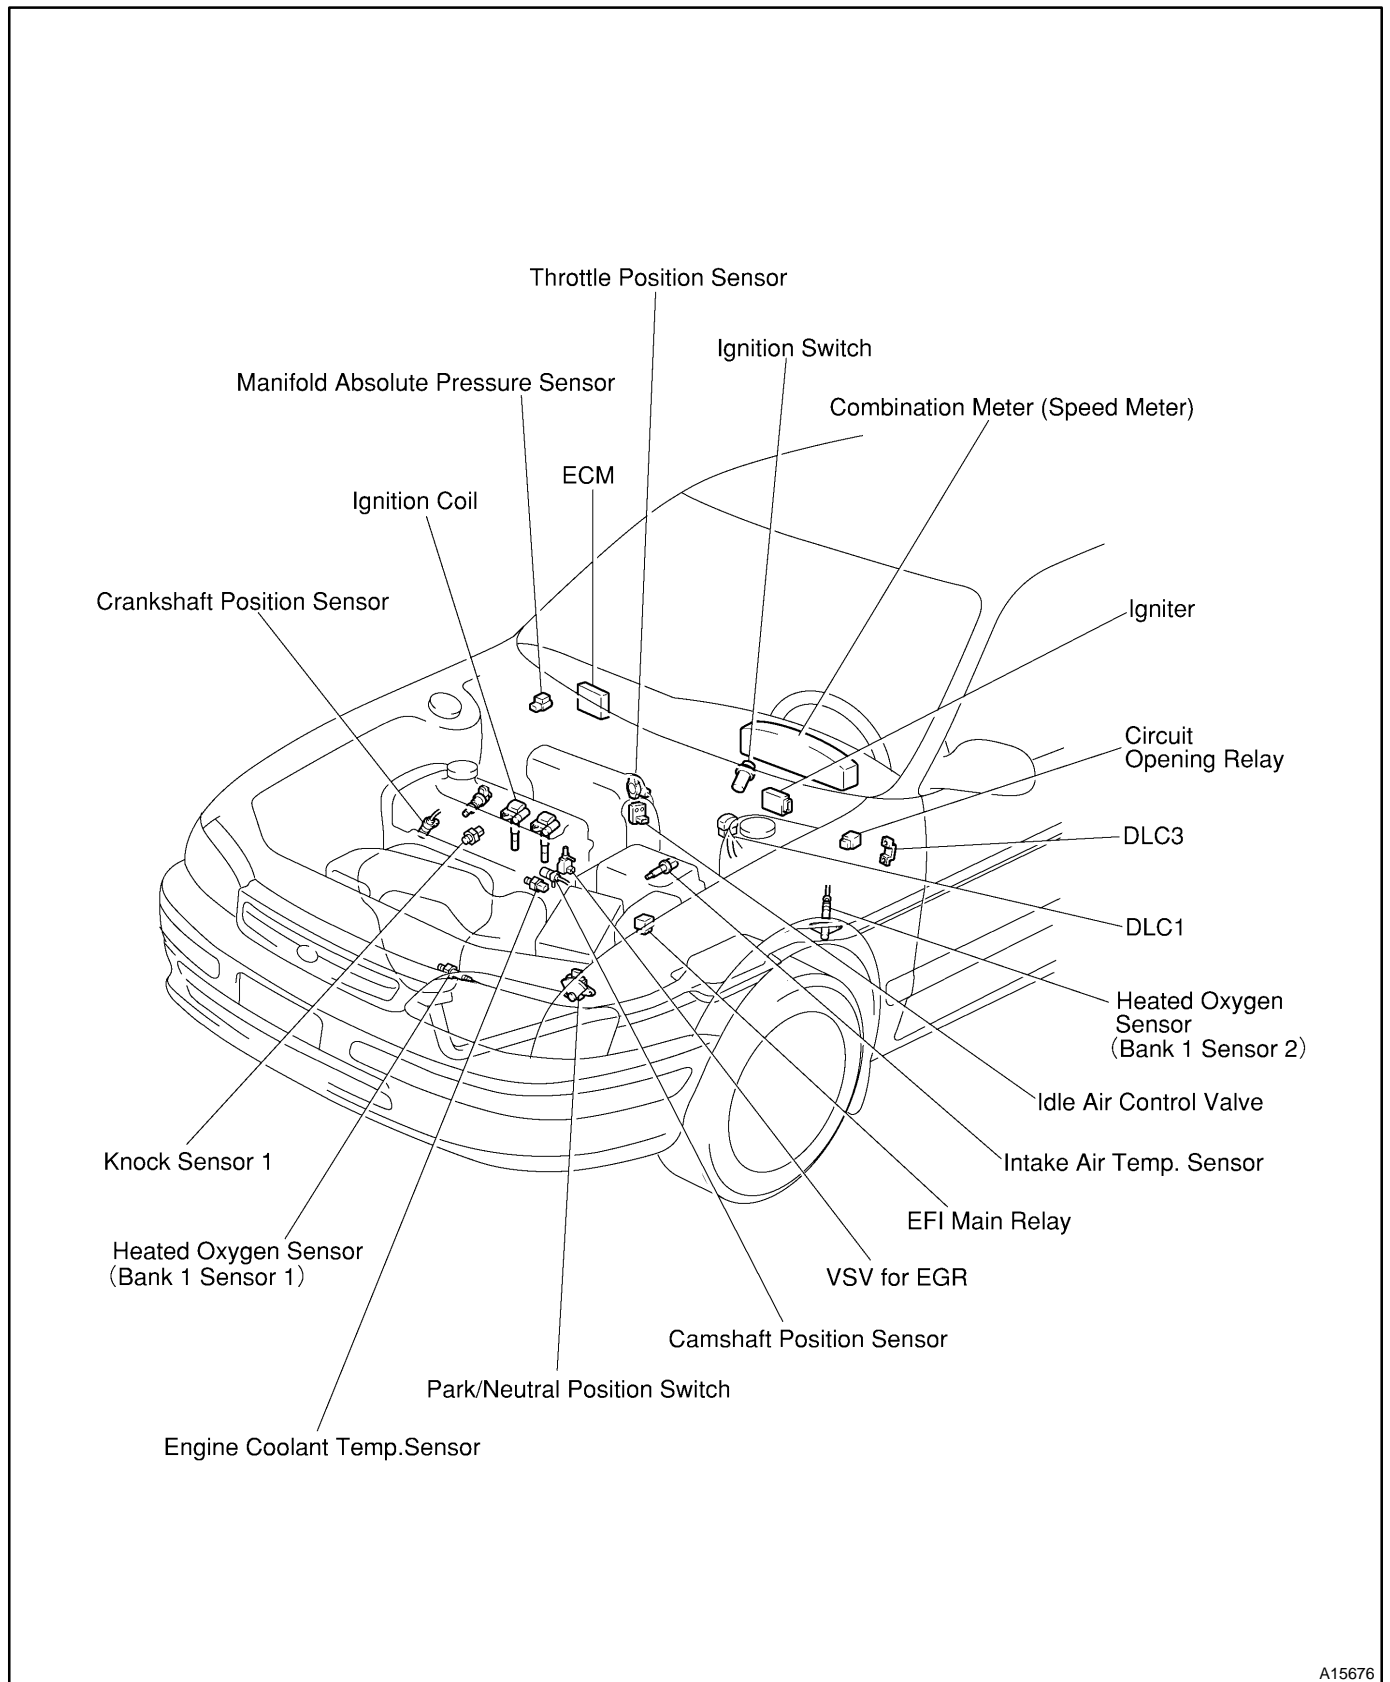 Throttle Position Sensor
Ignition Switch
Manifold Absolute Pressure Sensor
Combination Meter (Speed Meter)
ECM
Ignition Coil
Crankshaft Position Sensor
Igniter
Circuit
Opening Relay
DLC3
DLC1
Heated Oxygen
Sensor
(Bank 1 Sensor 2)
Idle Air Control Valve
Knock Sensor 1
Intake Air Temp. Sensor
EFI Main Relay
Heated Oxygen Sensor
(Bank 1 Sensor 1)
VSV for EGR
Camshaft Position Sensor
Park/Neutral Position Switch
Engine Coolant Temp.Sensor
A15676